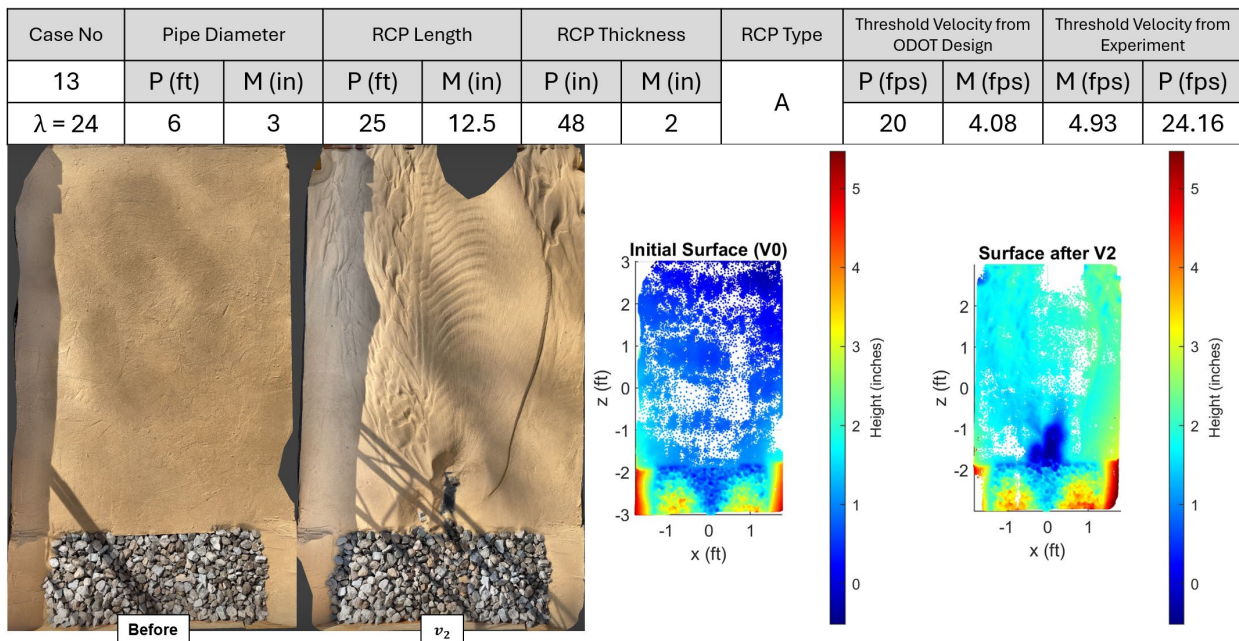 Case No Pipe Diameter RCP Length RCP Thickness RCP Type Threshold Velocity from ODOT Design Threshold Velocity from Experiment
13 P (ft) M (in) P (ft) M (in) P (in) M (in) A P (fps) M (fps) M (fps) P (fps)
λ = 24 6 3 25 12.5 48 2 20 4.08 4.93 24.16
Before
v₂
Initial Surface (V0)
3
2
1
0
-1
-2
-3
z (ft)
-1 0 1
x (ft)
5
4
3
2
1
0
Height (inches)
Surface after V2
2
1
0
-1
-2
z (ft)
-1 0 1
x (ft)
5
4
3
2
1
0
Height (inches)